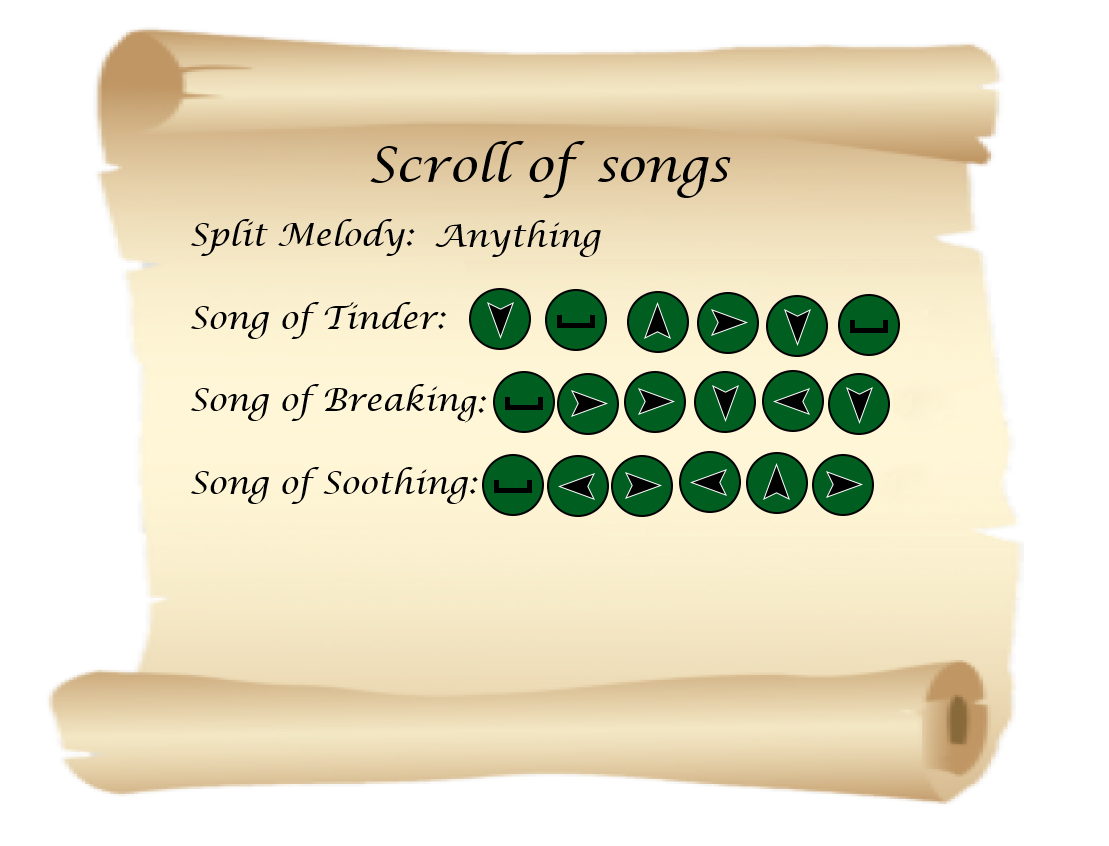 Scroll of songs
Split Melody: Anything
Song of Tinder:
Song of Breaking:
Song of Soothing: